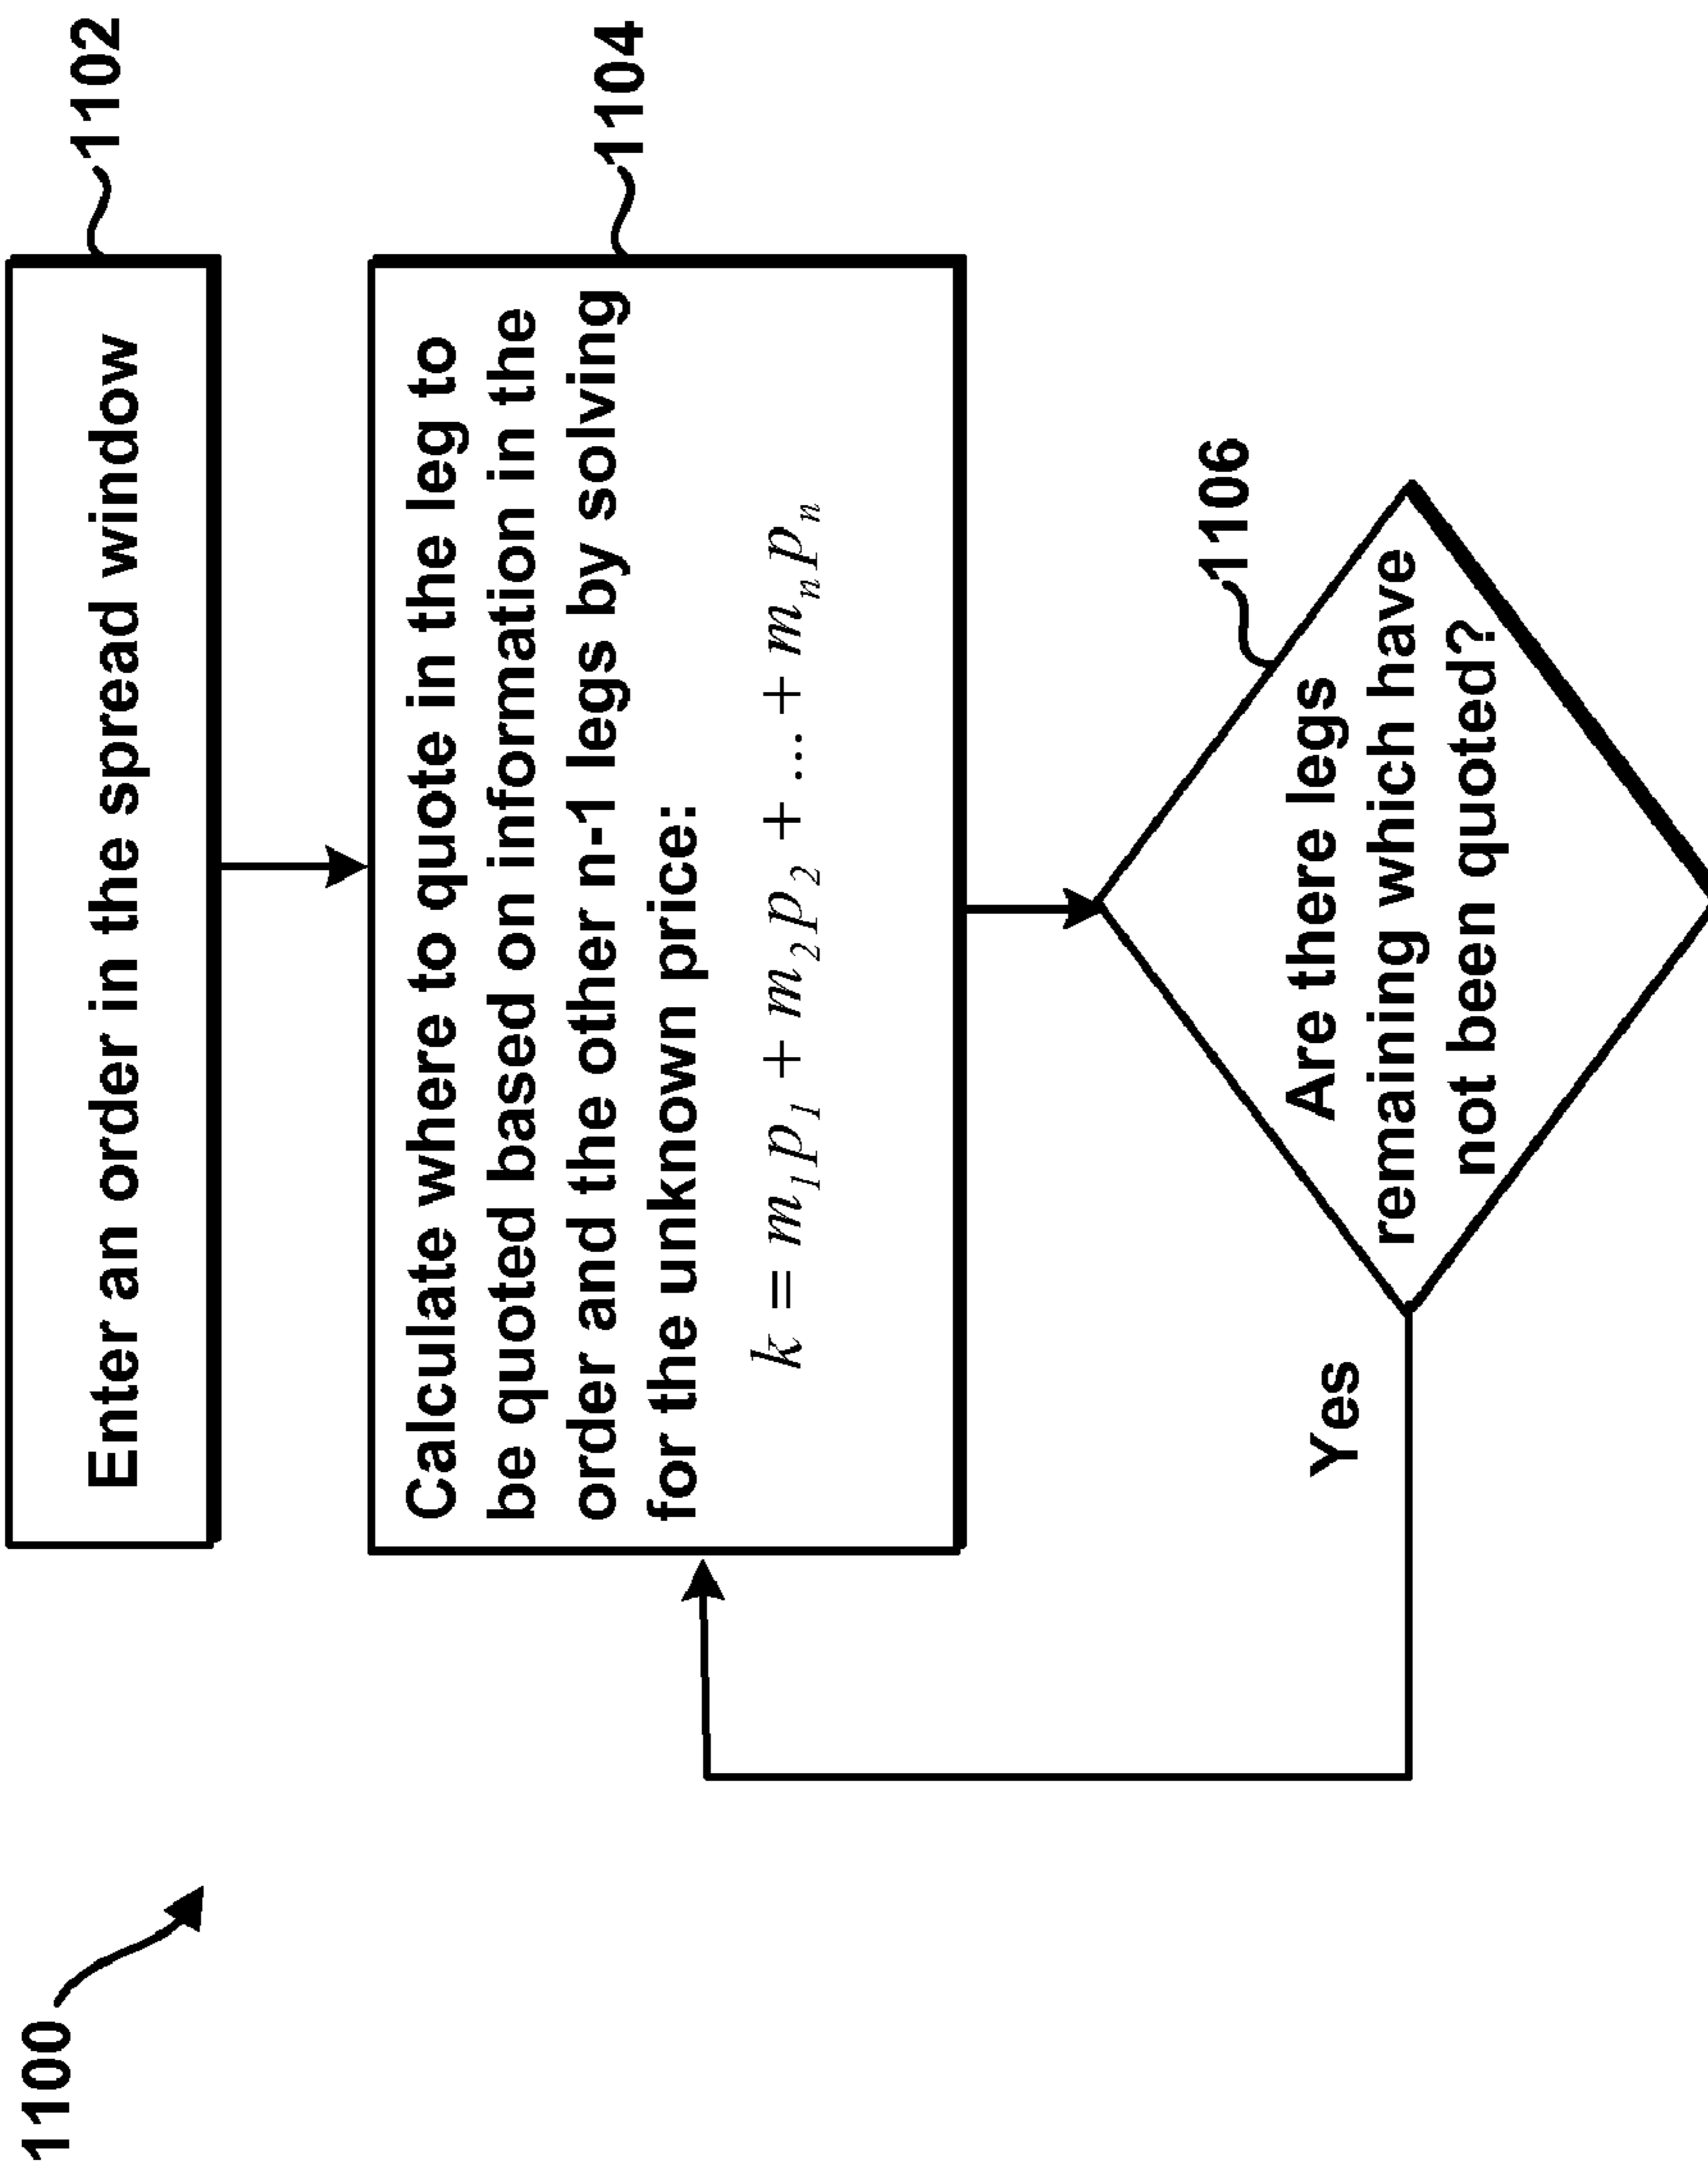 1100
Enter an order in the spread window
1102
Calculate where to quote in the leg to
be quoted based on information in the
order and the other n-1 legs by solving
for the unknown price:
k = m₁p₁ + m₂p₂ + ... + mₙpₙ
1104
1106
Are there legs
remaining which have
not been quoted?
Yes